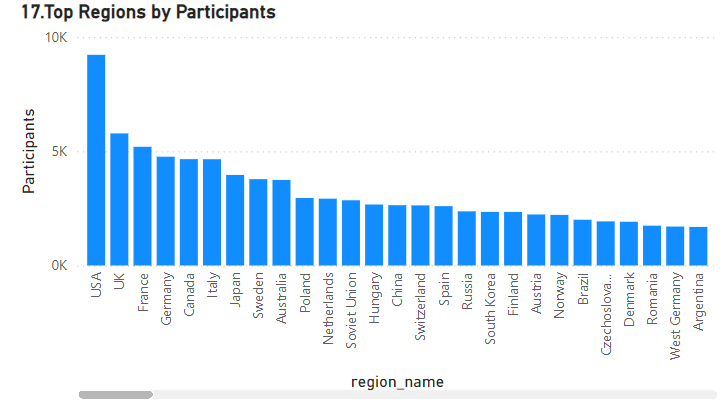 17.Top Regions by Participants
10K
5K
0K
Participants
USA
UK
France
Germany
Canada
Italy
Japan
Sweden
Australia
Poland
Netherlands
Soviet Union
Hungary
China
Switzerland
Spain
Russia
South Korea
Finland
Austria
Norway
Brazil
Czechoslova...
Denmark
Romania
West Germany
Argentina
region_name